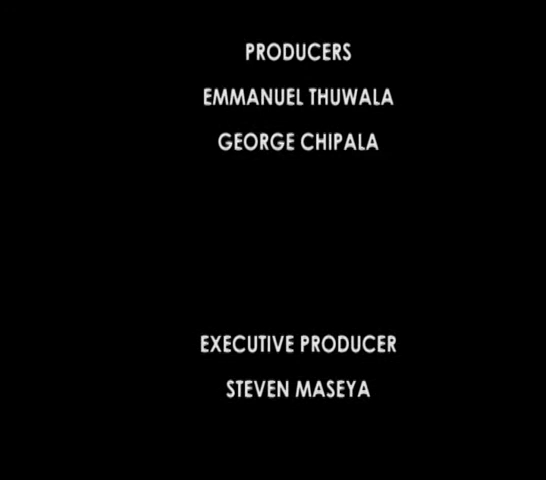 PRODUCERS
EMMANUEL THUWALA
GEORGE CHIPALA
EXECUTIVE PRODUCER
STEVEN MASEYA